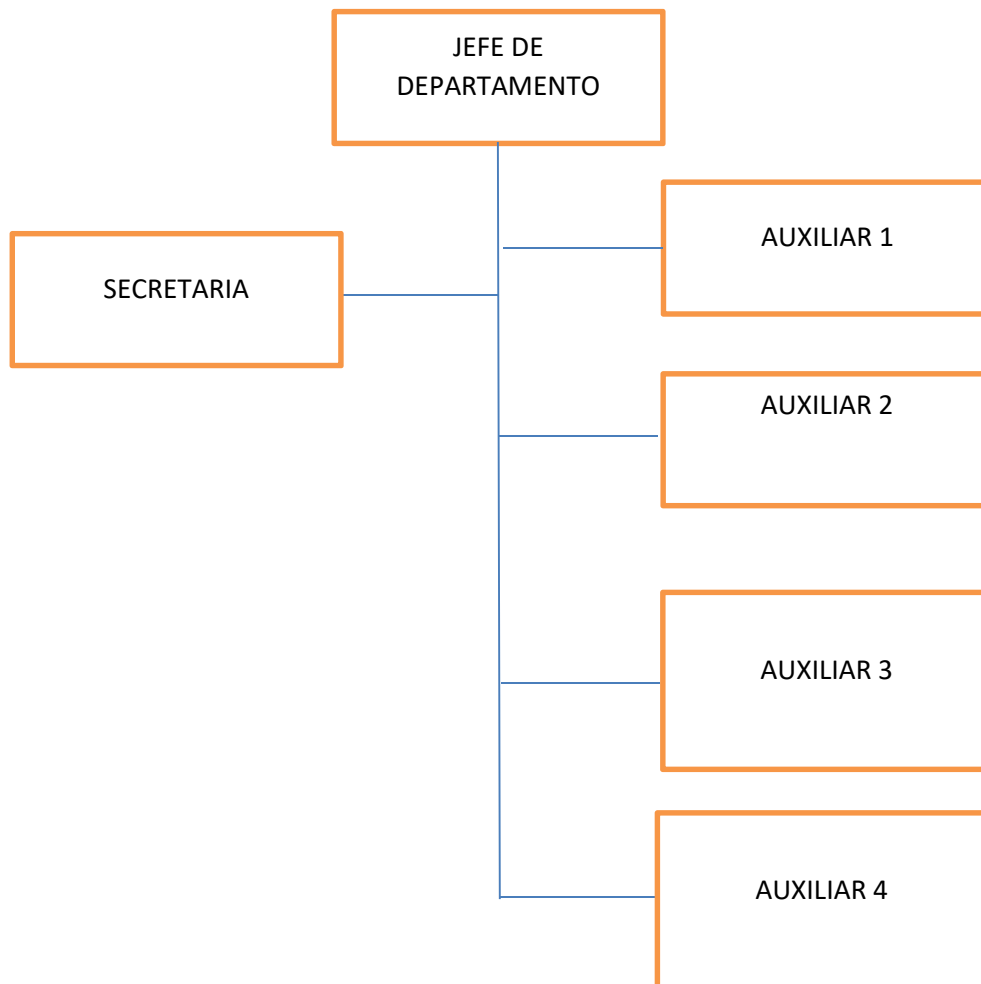 JEFE DE
DEPARTAMENTO
AUXILIAR 1
SECRETARIA
AUXILIAR 2
AUXILIAR 3
AUXILIAR 4